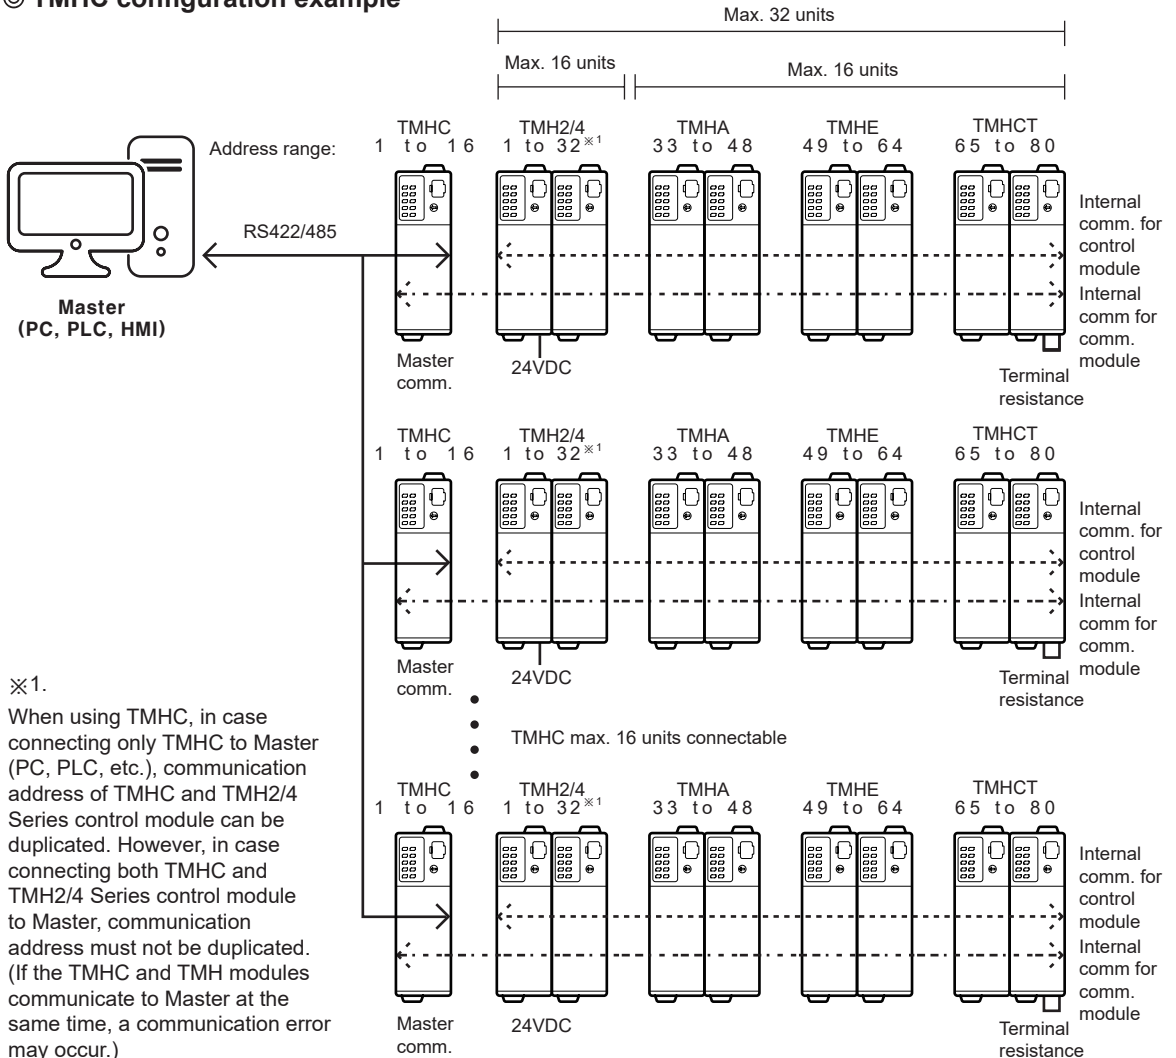 ◎ TMHC configuration example
Max. 32 units
Max. 16 units
Max. 16 units
Address range:
TMHC
1 to 16
TMH2/4
1 to 32※1
TMHA
33 to 48
TMHE
49 to 64
TMHCT
65 to 80
RS422/485
Master
(PC, PLC, HMI)
Internal
comm. for
control
module
Internal
comm for
comm.
module
Master
comm.
24VDC
Terminal
resistance
TMHC
1 to 16
TMH2/4
1 to 32※1
TMHA
33 to 48
TMHE
49 to 64
TMHCT
65 to 80
Internal
comm. for
control
module
Internal
comm for
comm.
module
Master
comm.
24VDC
Terminal
resistance
TMHC max. 16 units connectable
TMHC
1 to 16
TMH2/4
1 to 32※1
TMHA
33 to 48
TMHE
49 to 64
TMHCT
65 to 80
Internal
comm. for
control
module
Internal
comm for
comm.
module
Master
comm.
24VDC
Terminal
resistance
※1.
When using TMHC, in case
connecting only TMHC to Master
(PC, PLC, etc.), communication
address of TMHC and TMH2/4
Series control module can be
duplicated. However, in case
connecting both TMHC and
TMH2/4 Series control module
to Master, communication
address must not be duplicated.
(If the TMHC and TMH modules
communicate to Master at the
same time, a communication error
may occur.)